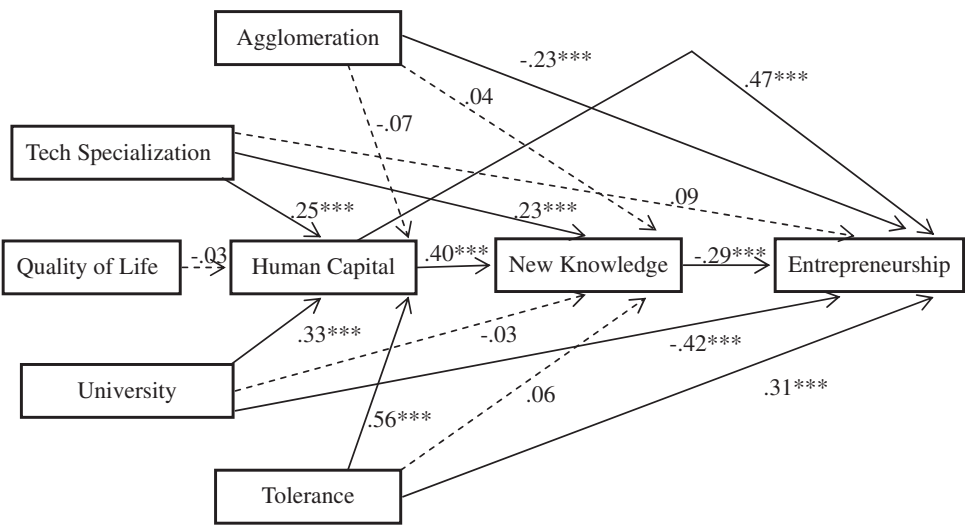 Agglomeration
-.23***
.47***
.04
-.07
Tech Specialization
.25***
.23***
.09
Quality of Life
-.03
Human Capital
.40***
New Knowledge
-.29***
Entrepreneurship
.33***
-.03
-.42***
University
.06
.31***
.56***
Tolerance